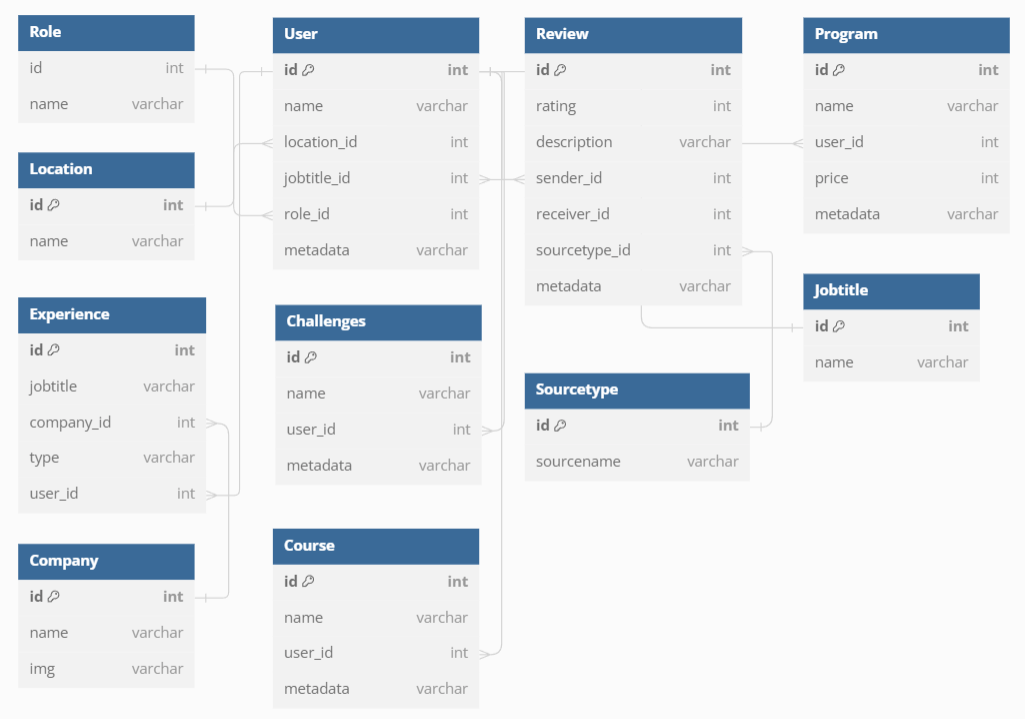 Role
id int
name varchar
Location
id int
name varchar
Experience
id int
jobtitle varchar
company_id int
type varchar
user_id int
Company
id int
name varchar
img varchar
User
id int
name varchar
location_id int
jobtitle_id int
role_id int
metadata varchar
Challenges
id int
name varchar
user_id int
metadata varchar
Course
id int
name varchar
user_id int
metadata varchar
Review
id int
rating int
description varchar
sender_id int
receiver_id int
sourcetype_id int
metadata varchar
Sourcetype
id int
sourcename varchar
Program
id int
name varchar
user_id int
price int
metadata varchar
Jobtitle
id int
name varchar